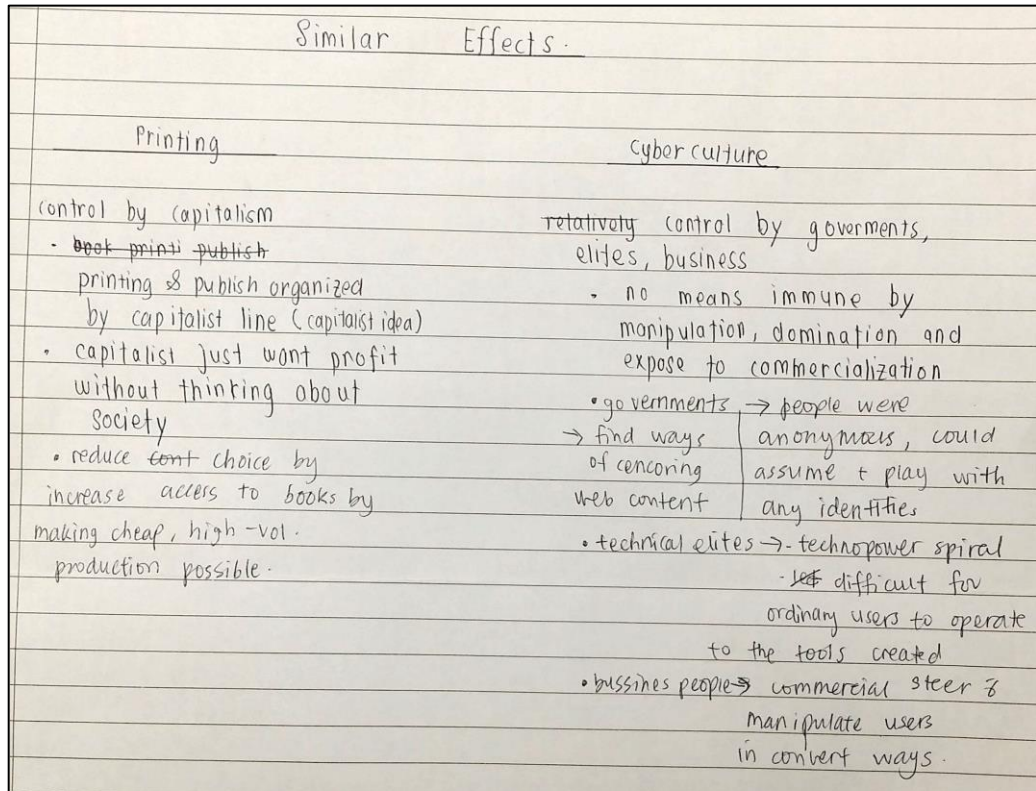 Similar Effects.
Printing
control by capitalism
• book printi publish
printing & publish organized
by capitalist line (capitalist idea)
• capitalist just want profit
without thinking about
society
• reduce cont choice by
increase access to books by
making cheap, high-vol.
production possible.
Cyber culture
relatively control by goverments,
elites, business
• no means immune by
manipulation, domination and
expose to commercialization
• governments → people were
→ find ways anonymous, could
of cencoring assume + play with
web content any identities
• technical elites → - technopower spiral
- difficult for
ordinary users to operate
to the tools created
• bussines people → commercial steer &
manipulate users
in convert ways.